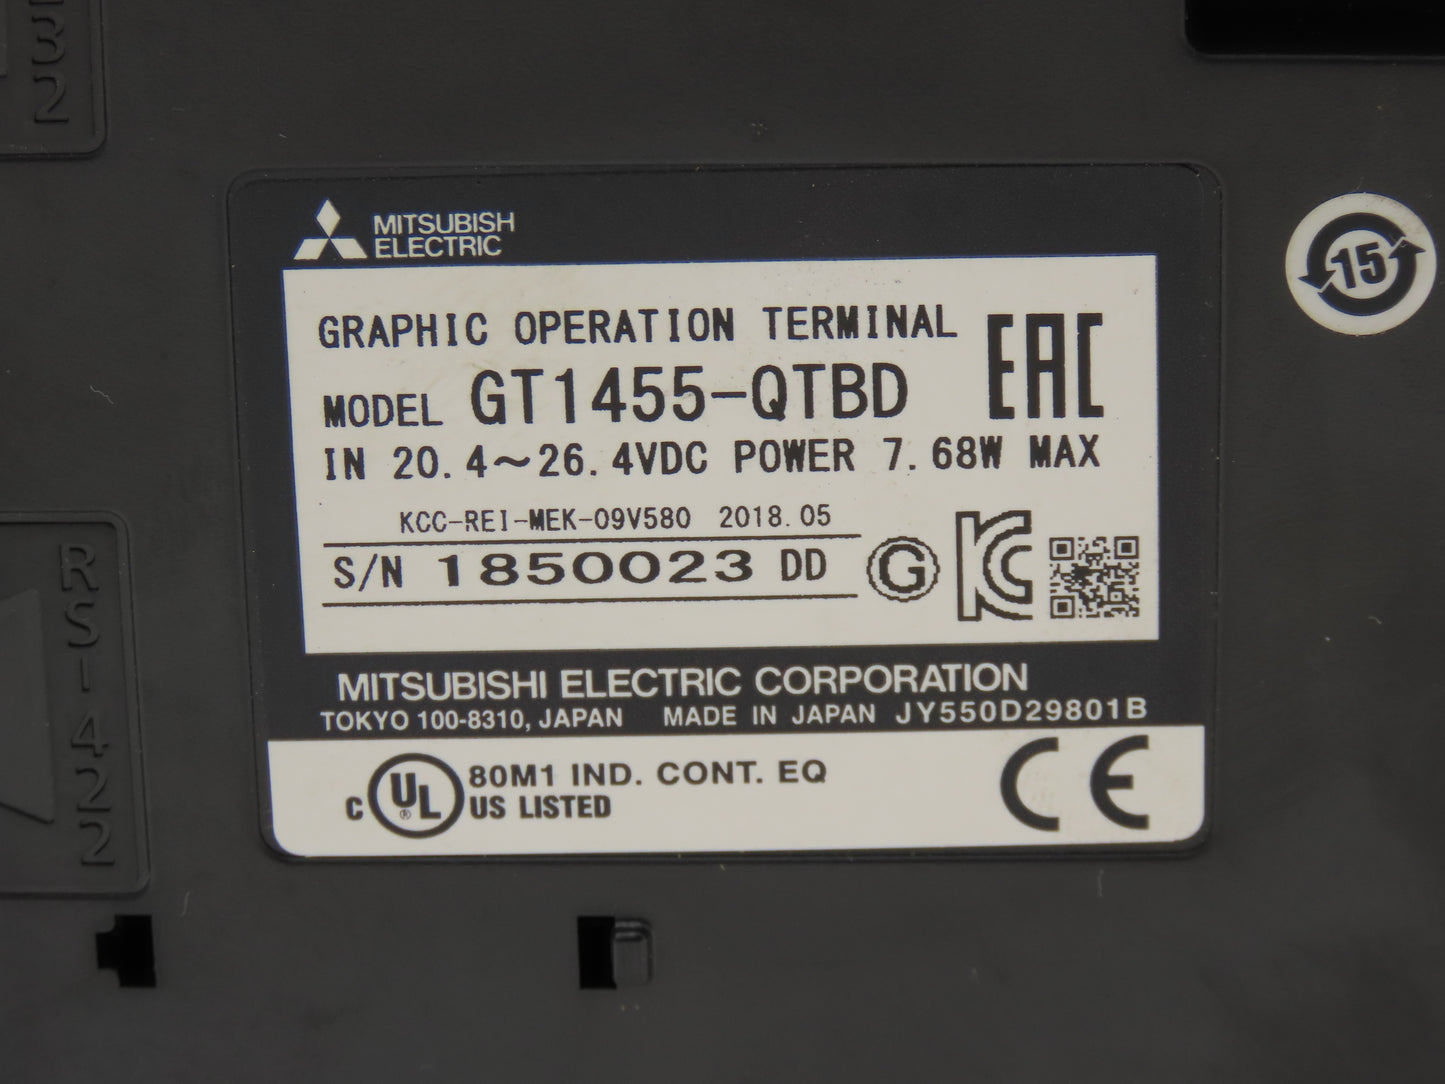 32
MITSUBISHI
ELECTRIC
15
GRAPHIC OPERATION TERMINAL
MODEL GT1455-QTBD
EAC
IN 20.4~26.4VDC POWER 7.68W MAX
KCC-REI-MEK-09V580 2018.05
S/N 1850023 DD
G
KC
RS-422
MITSUBISHI ELECTRIC CORPORATION
TOKYO 100-8310, JAPAN MADE IN JAPAN JY550D29801B
c UL ® US LISTED
80M1 IND. CONT. EQ
CE